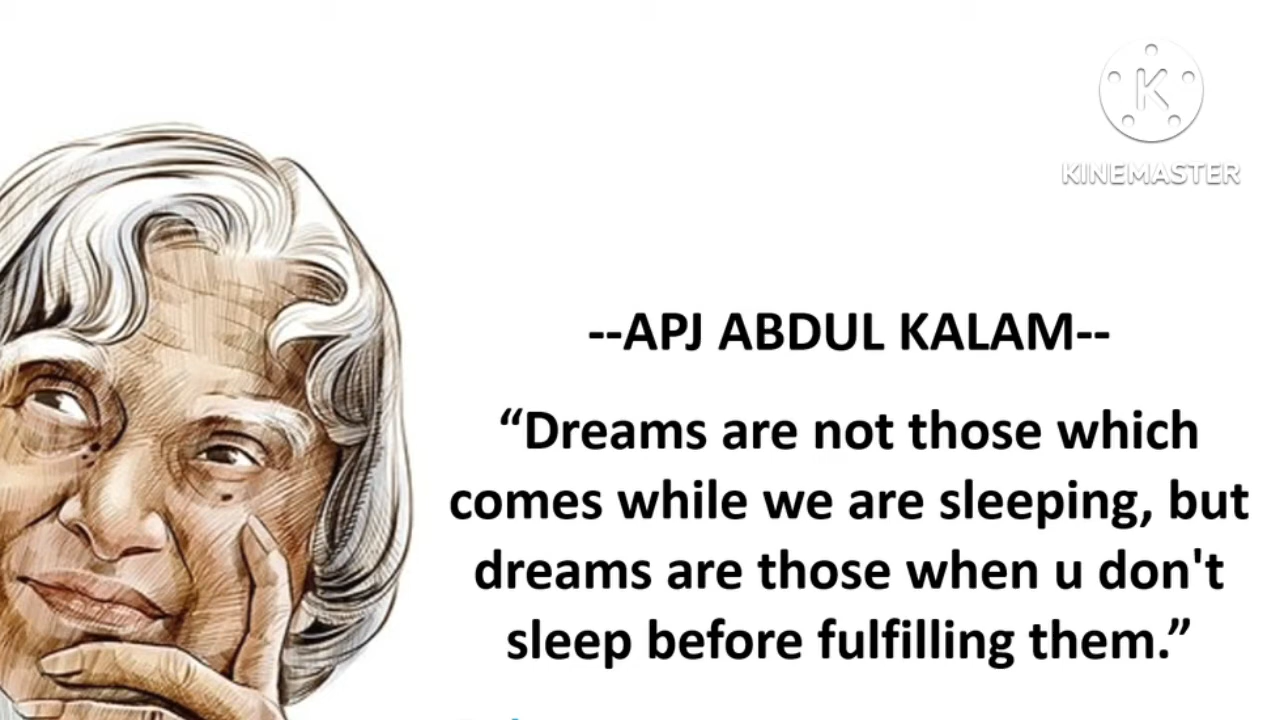 K
KINEMASTER
--APJ ABDUL KALAM--
“Dreams are not those which
comes while we are sleeping, but
dreams are those when u don't
sleep before fulfilling them.”